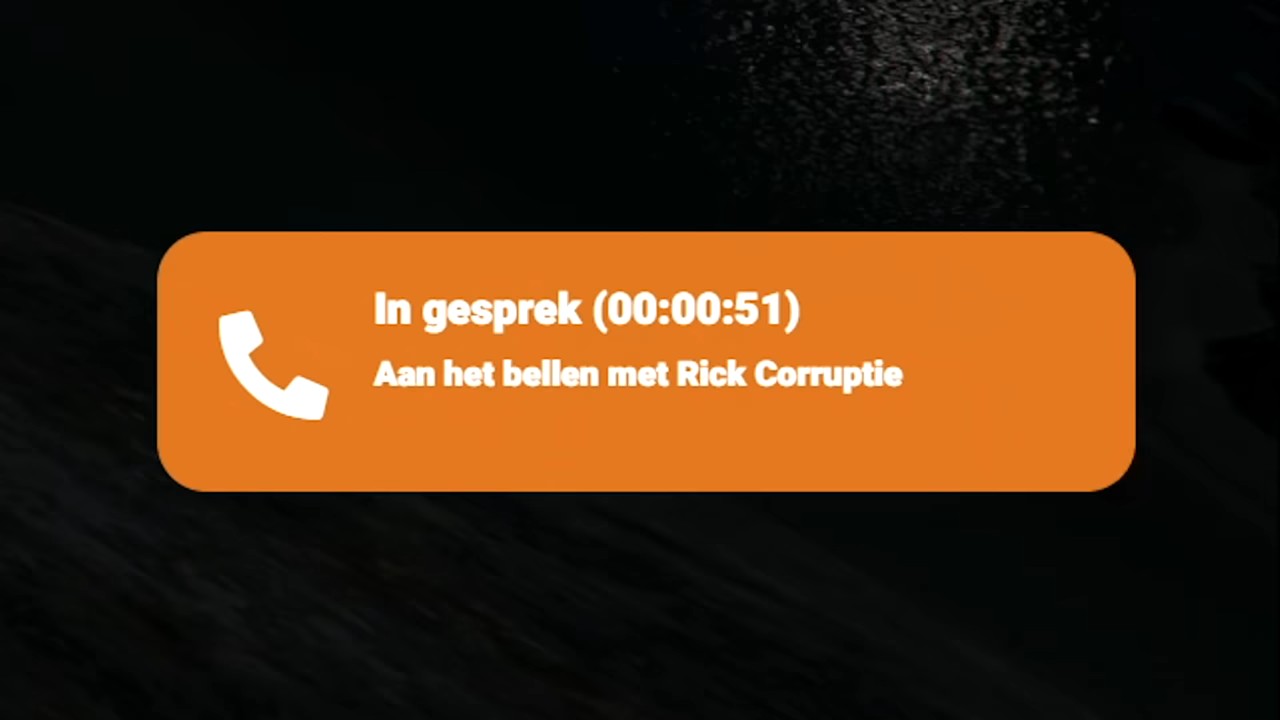 In gesprek (00:00:51)
Aan het bellen met Rick Corruptie